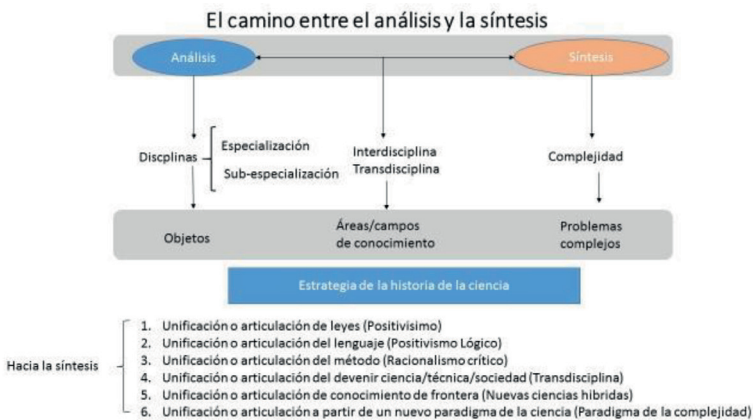 El camino entre el análisis y la síntesis
Análisis
Síntesis
Discplinas
Especialización
Sub-especialización
Interdisciplina
Transdisciplina
Complejidad
Objetos
Áreas/campos
de conocimiento
Problemas
complejos
Estrategia de la historia de la ciencia
Hacia la síntesis
1. Unificación o articulación de leyes (Positivisimo)
2. Unificación o articulación del lenguaje (Positivismo Lógico)
3. Unificación o articulación del método (Racionalismo crítico)
4. Unificación o articulación del devenir ciencia/técnica/sociedad (Transdisciplina)
5. Unificación o articulación de conocimiento de frontera (Nuevas ciencias hibridas)
6. Unificación o articulación a partir de un nuevo paradigma de la ciencia (Paradigma de la complejidad)